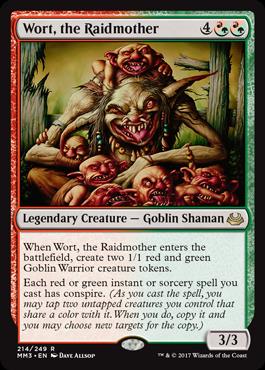 Wort, the Raidmother 4
Legendary Creature — Goblin Shaman
When Wort, the Raidmother enters the
battlefield, create two 1/1 red and green
Goblin Warrior creature tokens.
Each red or green instant or sorcery spell you
cast has conspire. (As you cast the spell, you
may tap two untapped creatures you control
that share a color with it. When you do, copy it and
you may choose new targets for the copy.)
3/3
214/249 R
MM3 • EN Dave Allsop
™ & © 2017 Wizards of the Coast